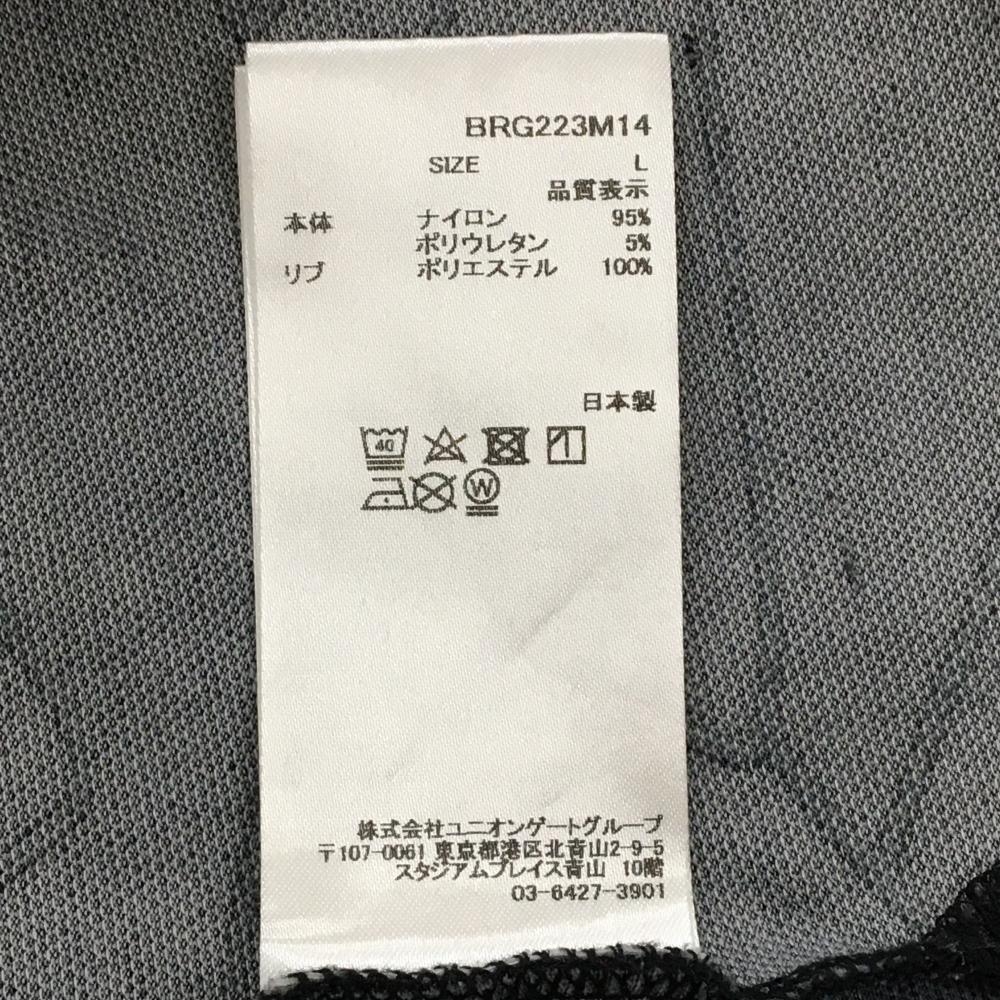 BRG223M14
SIZE L
品質表示
本体 ナイロン 95%
ポリウレタン 5%
リブ ポリエステル 100%
日本製
40
W
株式会社ユニオンゲートグループ
〒107-0061 東京都港区北青山2-9-5
スタジアムプレイス青山 10階
03-6427-3901